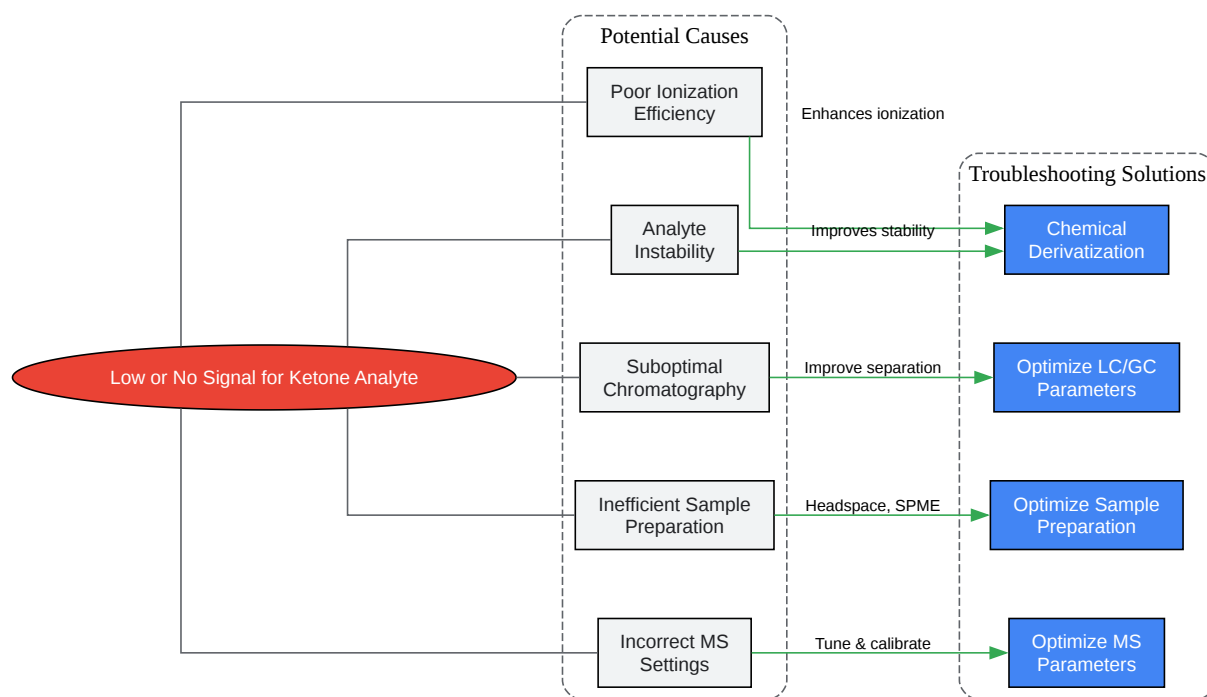 Potential Causes
Poor Ionization
Efficiency
Enhances ionization
Troubleshooting Solutions
Analyte
Instability
Improves stability
Chemical
Derivatization
Low or No Signal for Ketone Analyte
Suboptimal
Chromatography
Improve separation
Optimize LC/GC
Parameters
Inefficient Sample
Preparation
Headspace, SPME
Optimize Sample
Preparation
Incorrect MS
Settings
Tune & calibrate
Optimize MS
Parameters